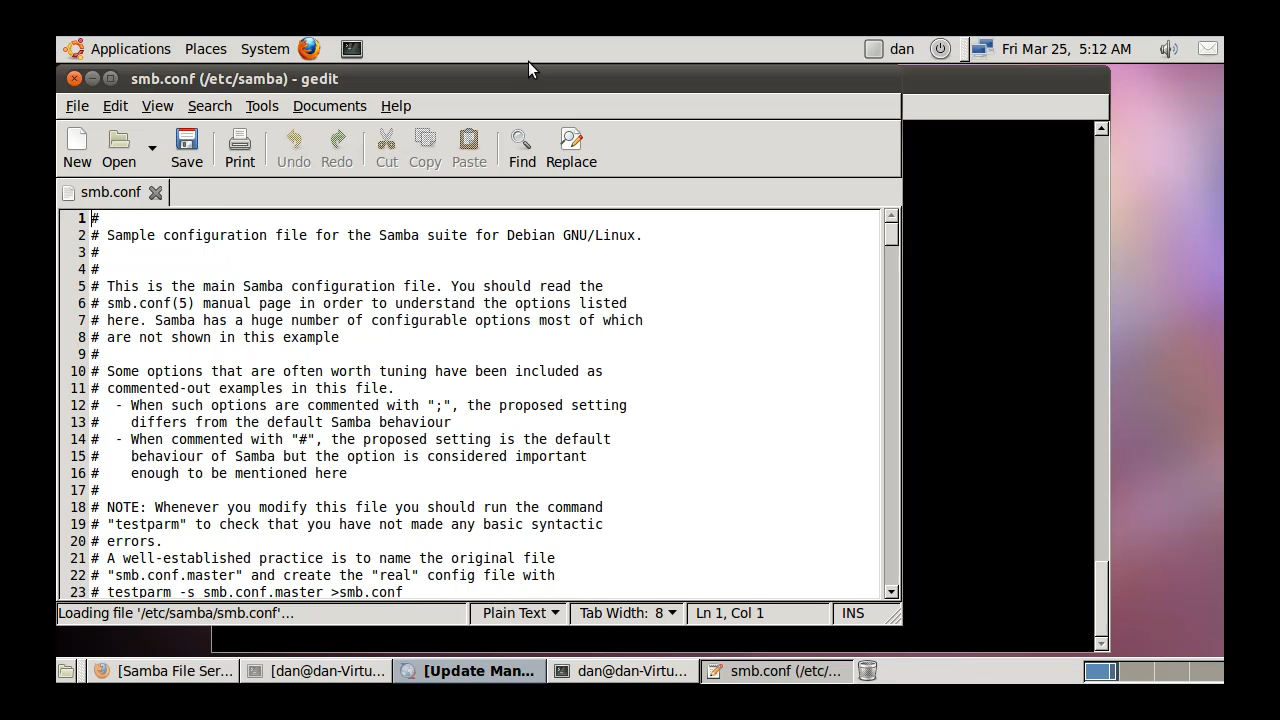 Applications Places System dan Fri Mar 25, 5:12 AM
smb.conf (/etc/samba) - gedit
File Edit View Search Tools Documents Help
New Open Save Print Undo Redo Cut Copy Paste Find Replace
smb.conf
1 #
2 # Sample configuration file for the Samba suite for Debian GNU/Linux.
3 #
4 #
5 # This is the main Samba configuration file. You should read the
6 # smb.conf(5) manual page in order to understand the options listed
7 # here. Samba has a huge number of configurable options most of which
8 # are not shown in this example
9 #
10 # Some options that are often worth tuning have been included as
11 # commented-out examples in this file.
12 #  - When such options are commented with ";", the proposed setting
13 #    differs from the default Samba behaviour
14 #  - When commented with "#", the proposed setting is the default
15 #    behaviour of Samba but the option is considered important
16 #    enough to be mentioned here
17 #
18 # NOTE: Whenever you modify this file you should run the command
19 # "testparm" to check that you have not made any basic syntactic
20 # errors.
21 # A well-established practice is to name the original file
22 # "smb.conf.master" and create the "real" config file with
23 # testparm -s smb.conf.master >smb.conf
Loading file '/etc/samba/smb.conf'... Plain Text Tab Width: 8 Ln 1, Col 1 INS
[Samba File Ser... [dan@dan-Virtu... [Update Man... dan@dan-Virtu... smb.conf (/etc/...